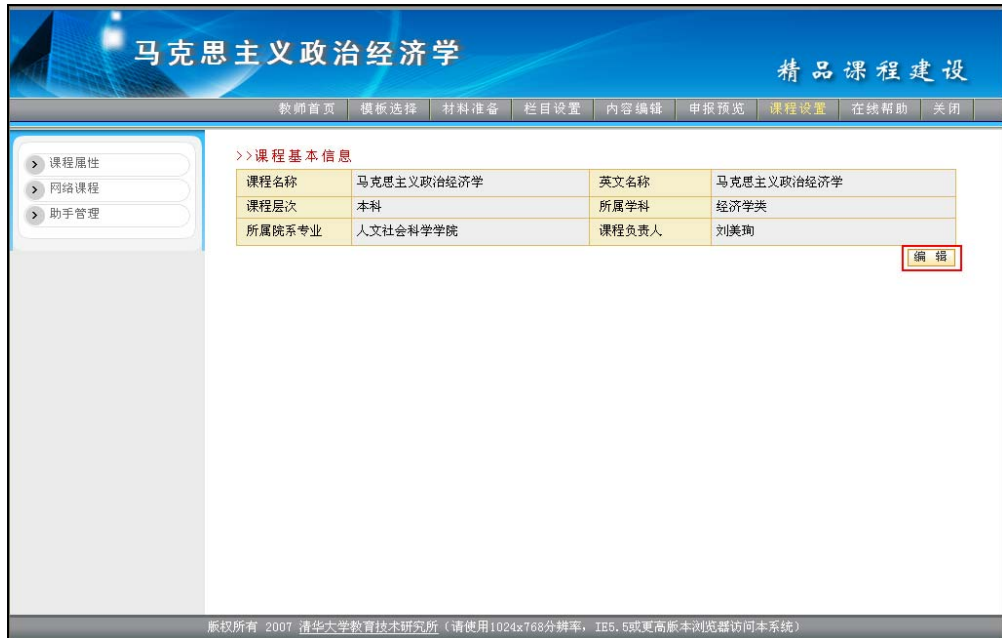 马克思主义政治经济学
精品课程建设
教师首页 模板选择 材料准备 栏目设置 内容编辑 申报预览 课程设置 在线帮助 关闭
课程属性
网络课程
助手管理
>>课程基本信息
课程名称 马克思主义政治经济学 英文名称 马克思主义政治经济学
课程层次 本科 所属学科 经济学类
所属院系专业 人文社会科学学院 课程负责人 刘美珣
编 辑
版权所有 2007 清华大学教育技术研究所（请使用1024x768分辨率，IE5.5或更高版本浏览器访问本系统）